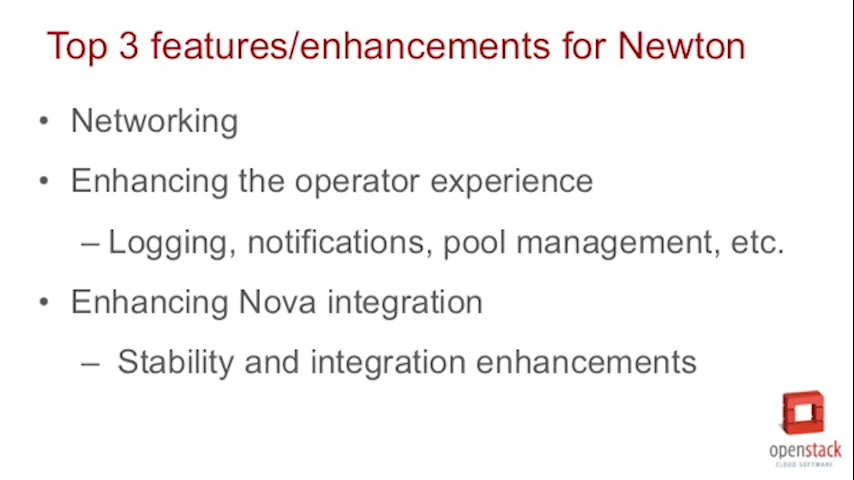 Top 3 features/enhancements for Newton
• Networking
• Enhancing the operator experience
– Logging, notifications, pool management, etc.
• Enhancing Nova integration
– Stability and integration enhancements
openstack
CLOUD SOFTWARE